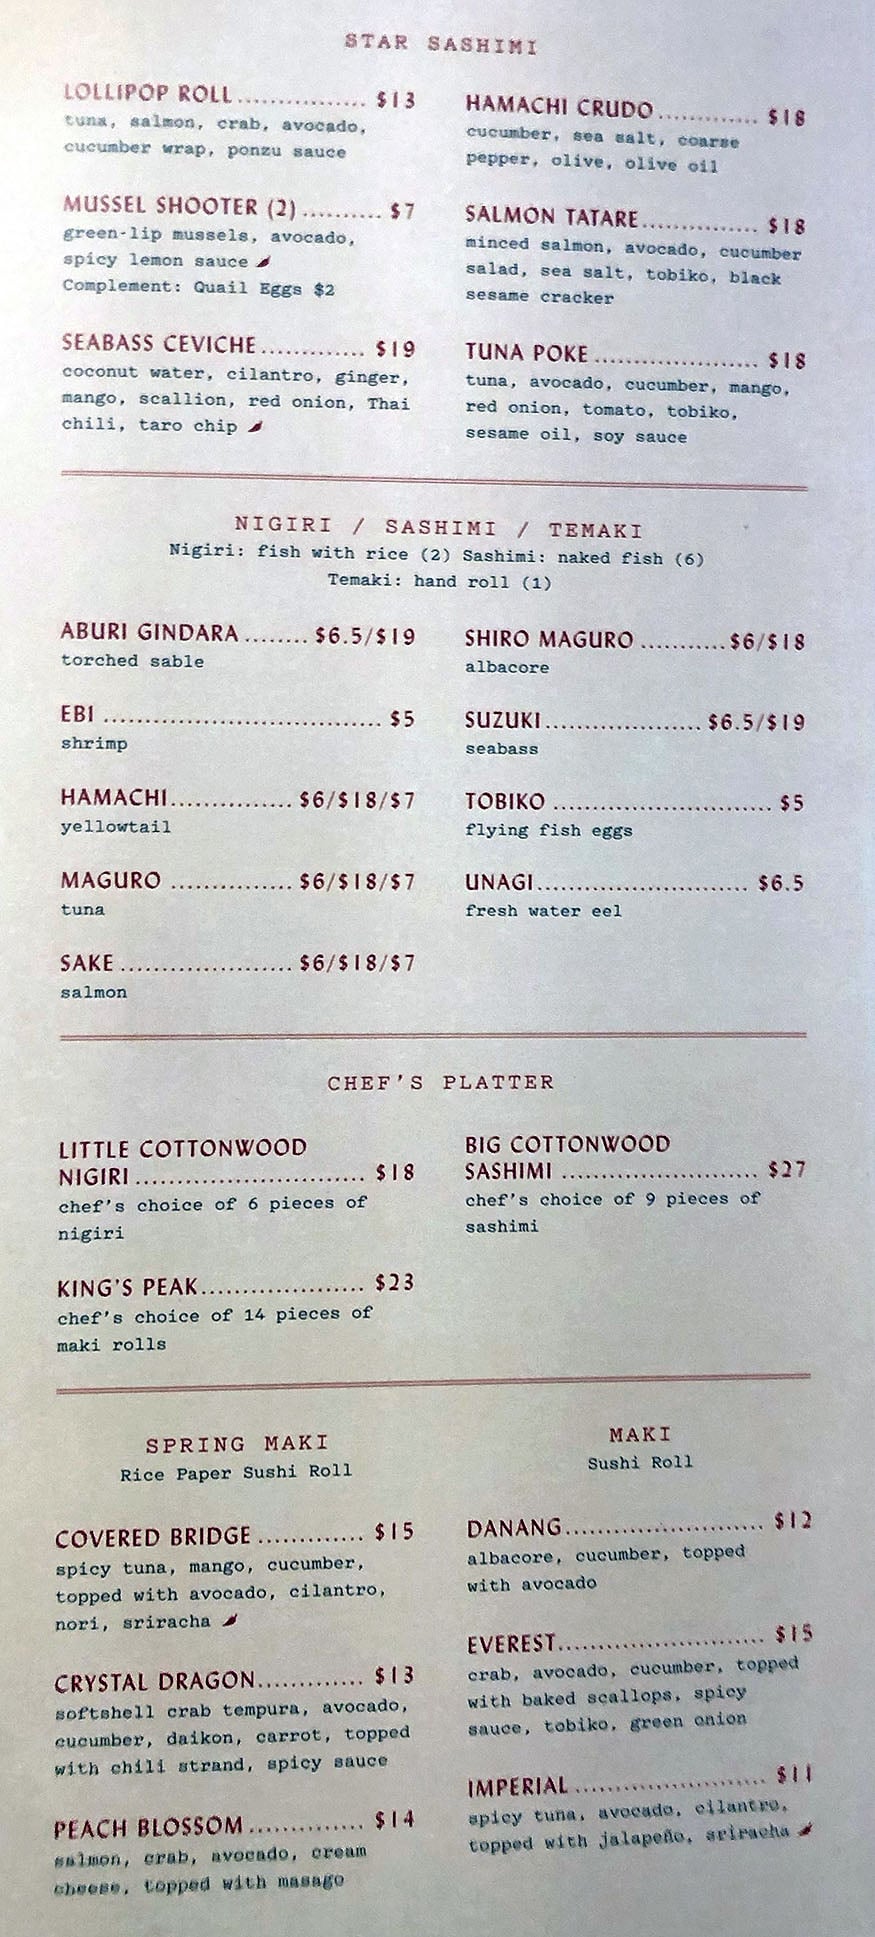 STAR SASHIMI
LOLLIPOP ROLL................ $13
tuna, salmon, crab, avocado,
cucumber wrap, ponzu sauce
MUSSEL SHOOTER (2).......... $7
green-lip mussels, avocado,
spicy lemon sauce
Complement: Quail Eggs $2
SEABASS CEVICHE............. $19
coconut water, cilantro, ginger,
mango, scallion, red onion, Thai
chili, taro chip
HAMACHI CRUDO............. $18
cucumber, sea salt, coarse
pepper, olive, olive oil
SALMON TATARE............... $18
minced salmon, avocado, cucumber
salad, sea salt, tobiko, black
sesame cracker
TUNA POKE.................... $18
tuna, avocado, cucumber, mango,
red onion, tomato, tobiko,
sesame oil, soy sauce
NIGIRI / SASHIMI / TEMAKI
Nigiri: fish with rice (2) Sashimi: naked fish (6)
Temaki: hand roll (1)
ABURI GINDARA ........ $6.5/$19
torched sable
EBI .................................. $5
shrimp
HAMACHI............... $6/$18/$7
yellowtail
MAGURO ............... $6/$18/$7
tuna
SAKE ..................... $6/$18/$7
salmon
SHIRO MAGURO ...........$6/$18
albacore
SUZUKI................... $6.5/$19
seabass
TOBIKO ........................... $5
flying fish eggs
UNAGI.......................... $6.5
fresh water eel
CHEF'S PLATTER
LITTLE COTTONWOOD
NIGIRI ............................ $18
chef's choice of 6 pieces of
nigiri
KING'S PEAK.................... $23
chef's choice of 14 pieces of
maki rolls
BIG COTTONWOOD
SASHIMI ........................ $27
chef's choice of 9 pieces of
sashimi
SPRING MAKI
Rice Paper Sushi Roll
COVERED BRIDGE ............. $15
spicy tuna, mango, cucumber,
topped with avocado, cilantro,
nori, sriracha
CRYSTAL DRAGON............. $13
softshell crab tempura, avocado,
cucumber, daikon, carrot, topped
with chili strand, spicy sauce
PEACH BLOSSOM .............. $14
salmon, crab, avocado, cream
cheese, topped with masago
MAKI
Sushi Roll
DANANG........................ $12
albacore, cucumber, topped
with avocado
EVEREST......................... $15
crab, avocado, cucumber, topped
with baked scallops, spicy
sauce, tobiko, green onion
IMPERIAL ....................... $11
spicy tuna, avocado, cilantro,
topped with jalapeño, sriracha